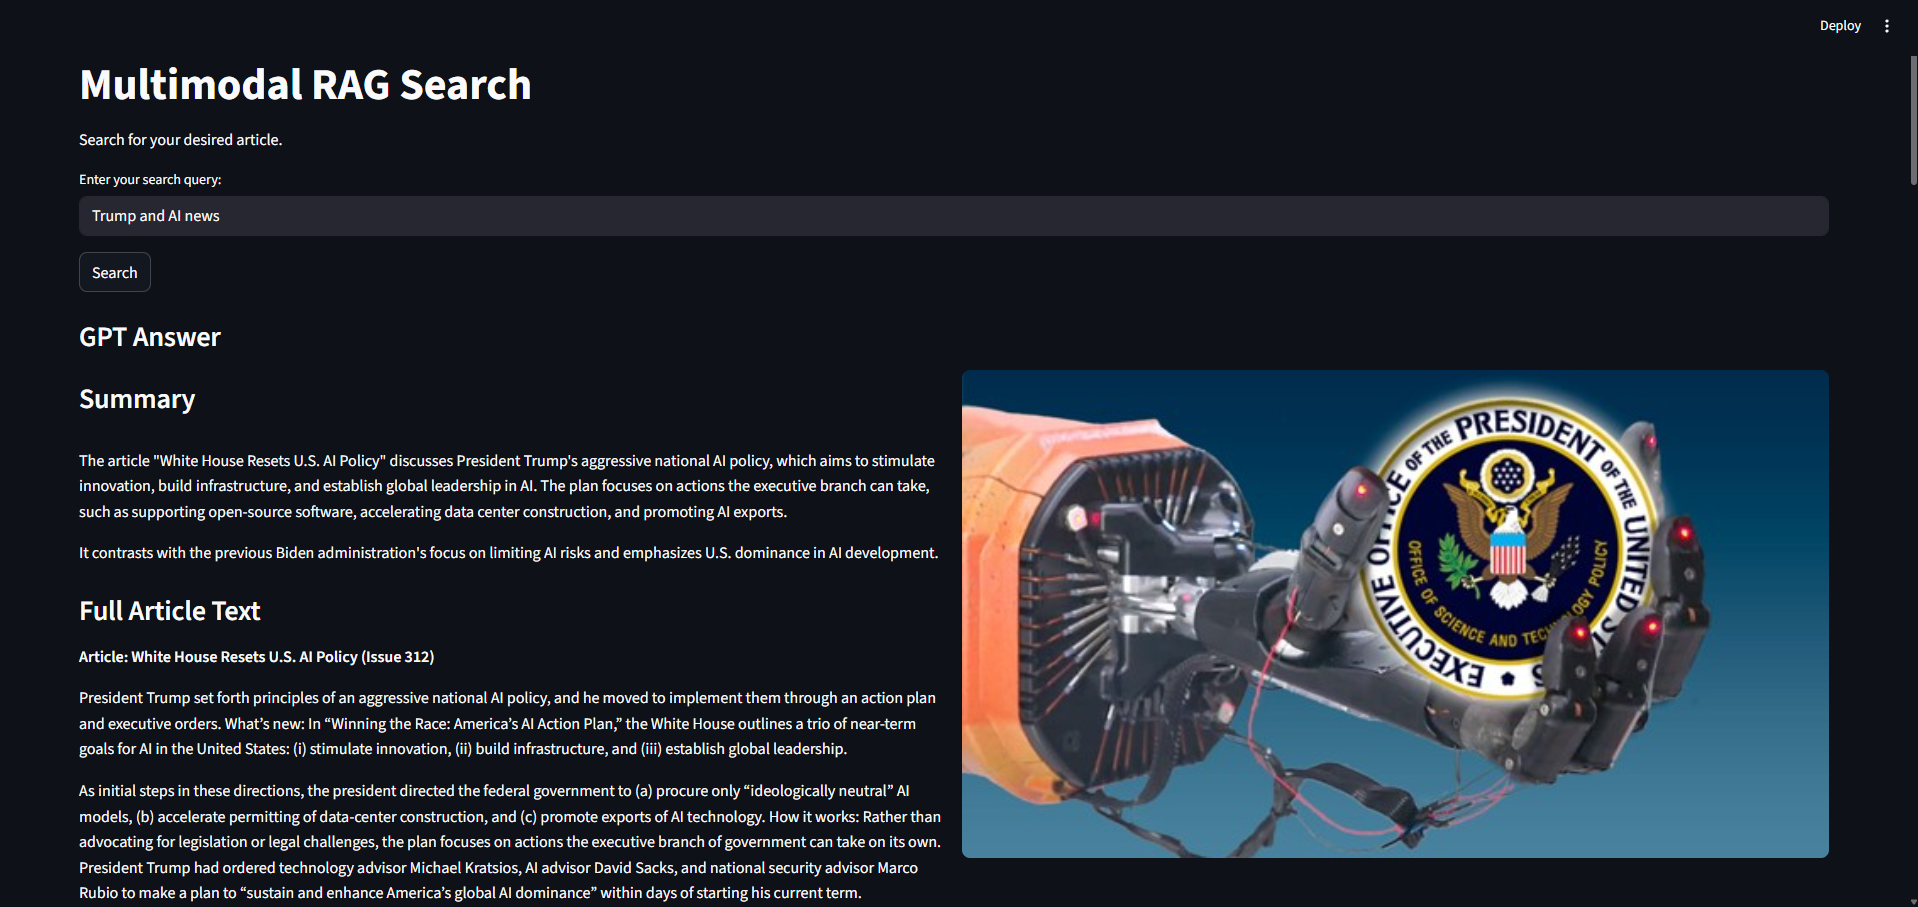 Deploy
Multimodal RAG Search
Search for your desired article.
Enter your search query:
Trump and AI news
Search
GPT Answer
Summary
The article "White House Resets U.S. AI Policy" discusses President Trump's aggressive national AI policy, which aims to stimulate
innovation, build infrastructure, and establish global leadership in AI. The plan focuses on actions the executive branch can take,
such as supporting open-source software, accelerating data center construction, and promoting AI exports.
It contrasts with the previous Biden administration's focus on limiting AI risks and emphasizes U.S. dominance in AI development.
Full Article Text
Article: White House Resets U.S. AI Policy (Issue 312)
President Trump set forth principles of an aggressive national AI policy, and he moved to implement them through an action plan
and executive orders. What’s new: In “Winning the Race: America’s AI Action Plan,” the White House outlines a trio of near-term
goals for AI in the United States: (i) stimulate innovation, (ii) build infrastructure, and (iii) establish global leadership.
As initial steps in these directions, the president directed the federal government to (a) procure only “ideologically neutral” AI
models, (b) accelerate permitting of data-center construction, and (c) promote exports of AI technology. How it works: Rather than
advocating for legislation or legal challenges, the plan focuses on actions the executive branch of government can take on its own.
President Trump had ordered technology advisor Michael Kratsios, AI advisor David Sacks, and national security advisor Marco
Rubio to make a plan to “sustain and enhance America’s global AI dominance” within days of starting his current term.
EXECUTIVE OFFICE OF THE PRESIDENT OF THE UNITED S
OFFICE OF SCIENCE AND TECH OGY POLICY